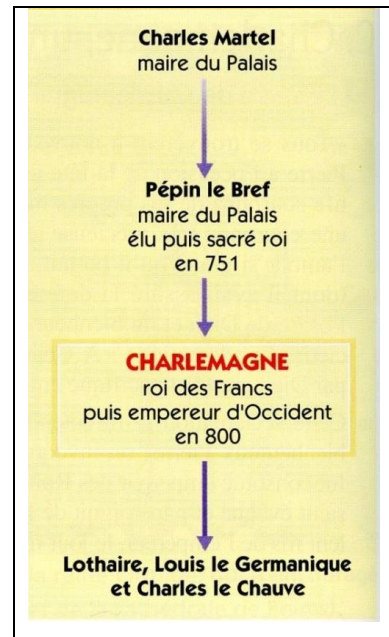 Charles Martel
maire du Palais
Pépin le Bref
maire du Palais
élu puis sacré roi
en 751
CHARLEMAGNE
roi des Francs
puis empereur d'Occident
en 800
Lothaire, Louis le Germanique
et Charles le Chauve